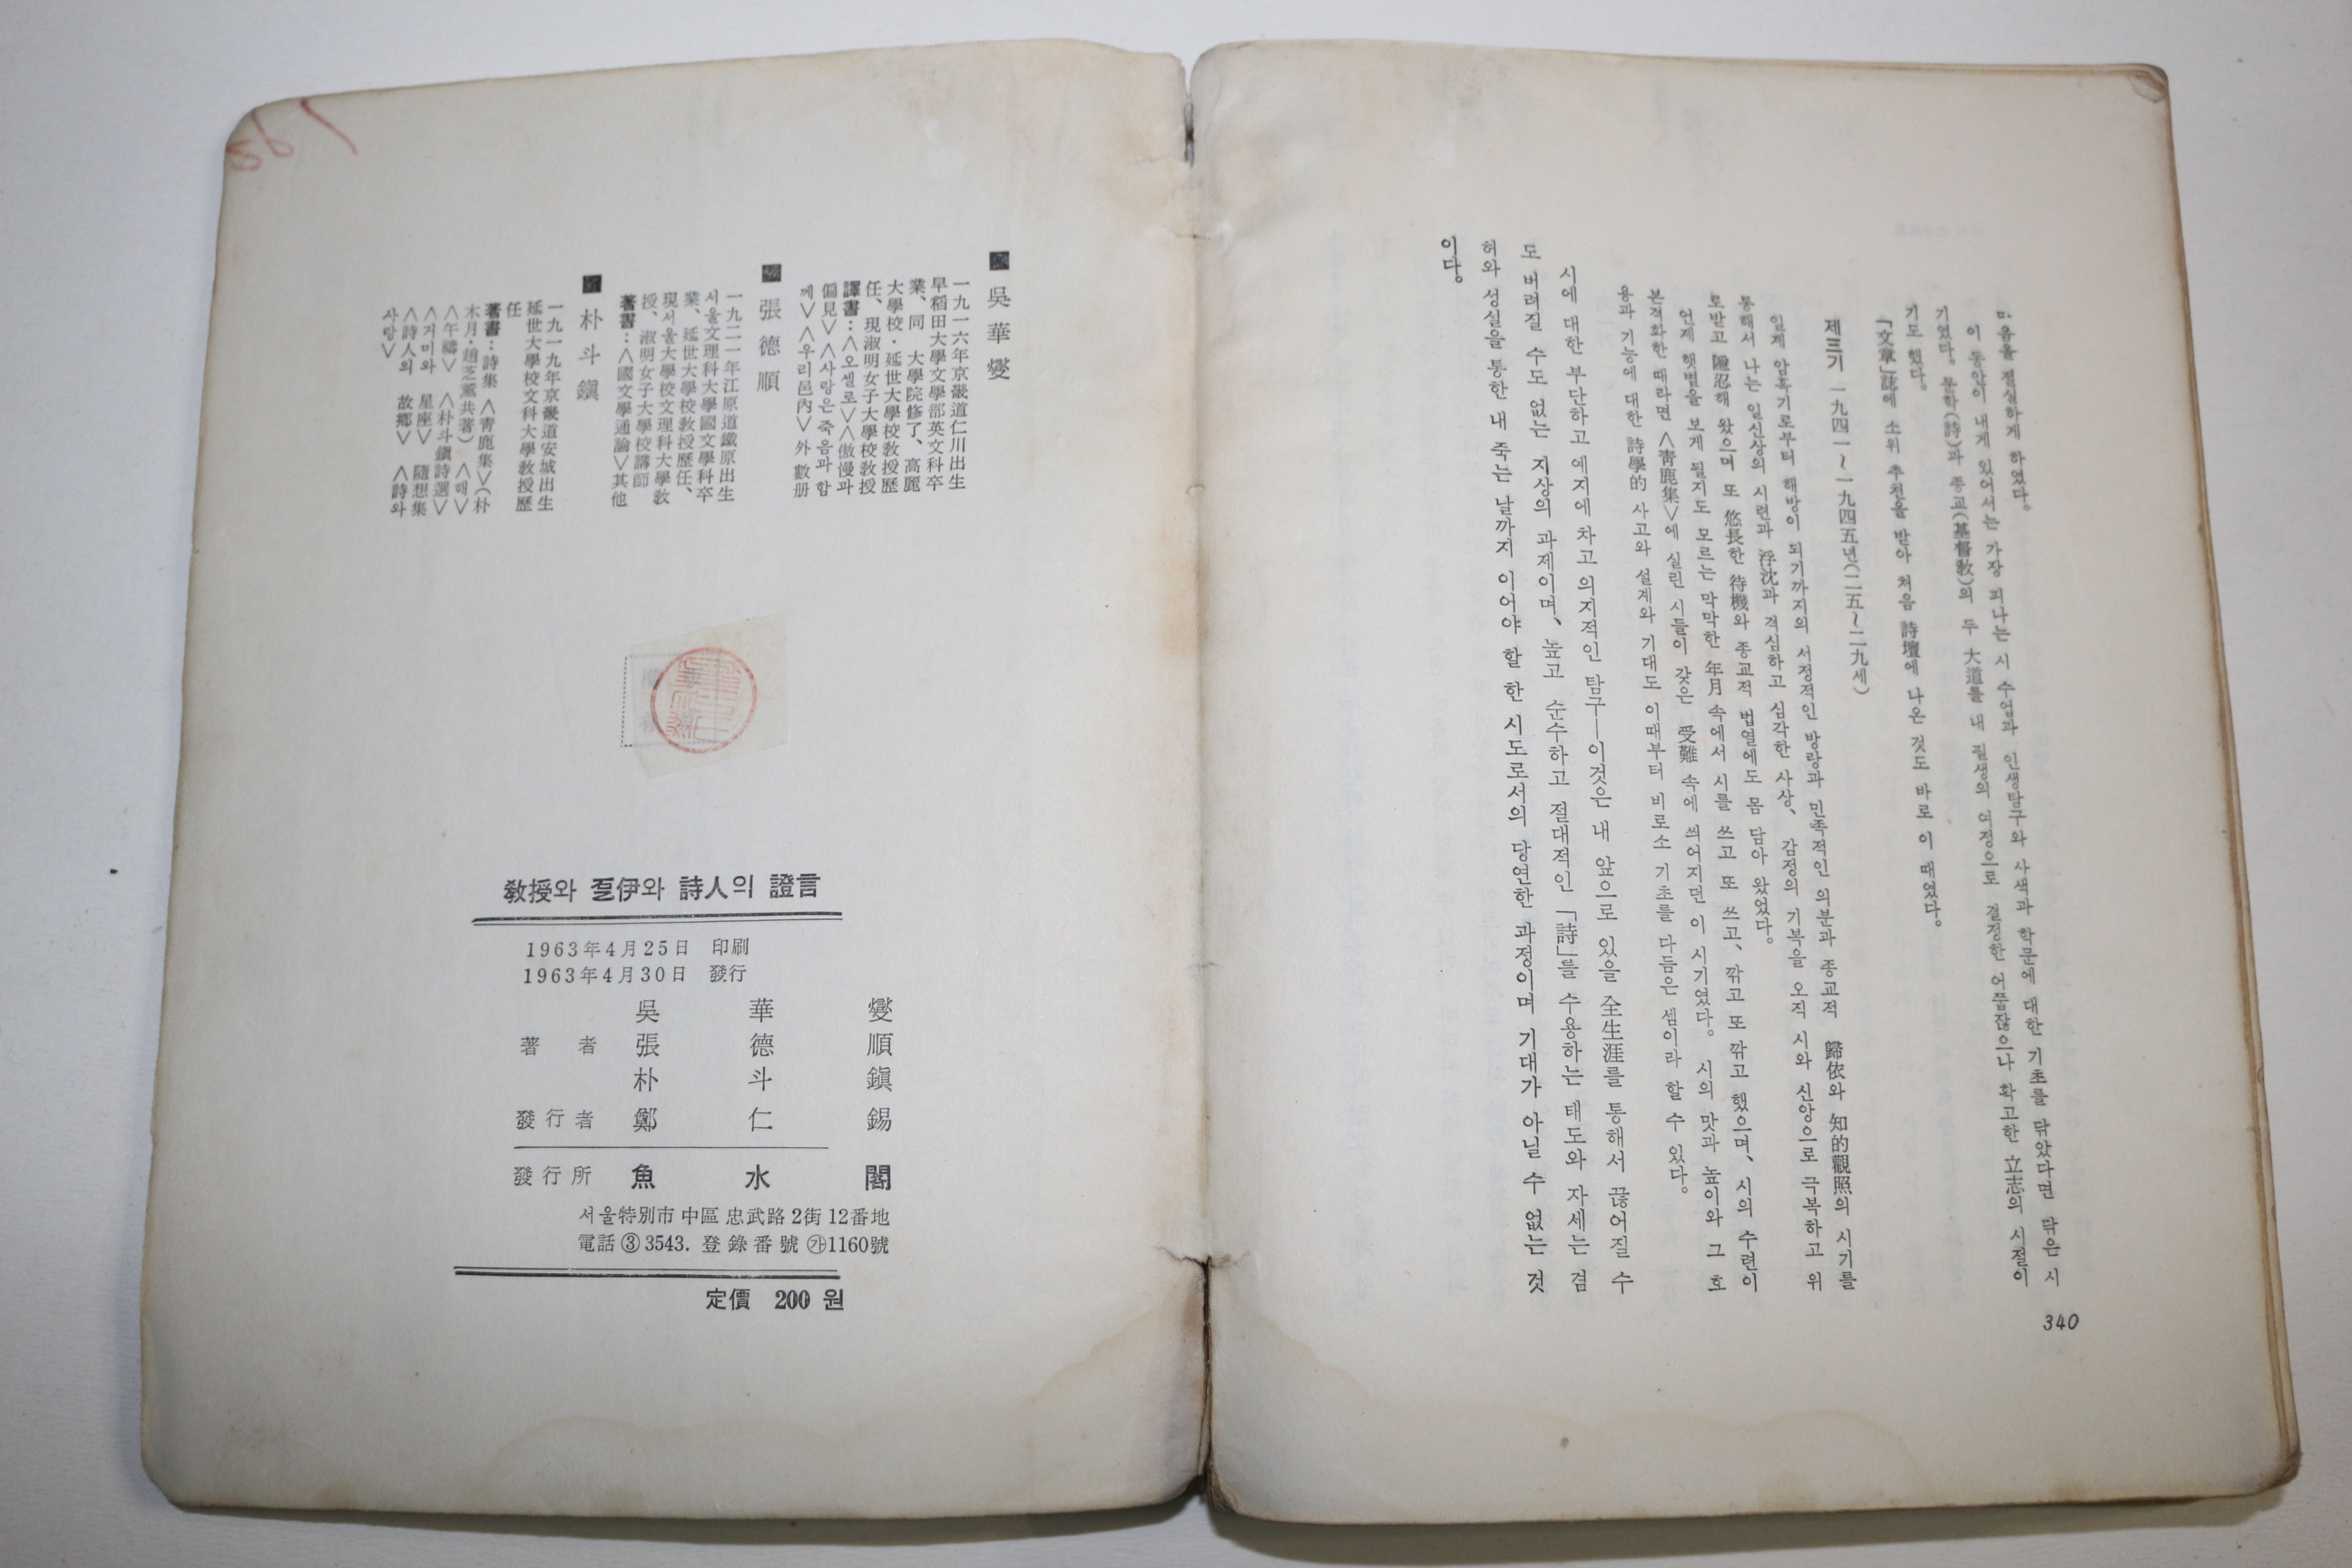 마음을 절실하게 하였다.
이 동안이 내게 있어서는 가장 피나는 시 수업과 인생탐구와 사색과 학문에 대한 기초를 닦았다면 닦은 시
기였다. 문학(詩)과 종교(基督敎)의 두 大道를 내 필생의 여정으로 결정한 어쭙잖으나 확고한 立志의 시절이
기도 했다.
「文章」誌에 소위 추천을 받아 처음 詩壇에 나온 것도 바로 이 때였다.
제三기 一九四一~一九四五년(二五~二九세)
일제 암흑기로부터 해방이 되기까지의 서정적인 방랑과 민족적인 의분과 종교적 歸依와 知的觀照의 시기를
통해서 나는 일신상의 시련과 浮沈과 격심하고 심각한 사상、감정의 기복을 오직 시와 신앙으로 극복하고 위
로받고 隱忍해 왔으며 또 悠長한 待機와 종교적 법열에도 몸 담아 왔었다。
언제 햇볕을 보게 될지도 모르는 막막한 年月 속에서 시를 쓰고 또 쓰고、깎고 또 깎고 했으며、시의 수련이
본격화한 때라면 <靑鹿集>에 실린 시들이 갖은 受難 속에 씌어지던 이 시기였다。 시의 맛과 높이와 그 호
용과 기능에 대한 詩學的 사고와 설계와 기대도 이때부터 비로소 기초를 다듬은 셈이라 할 수 있다。
시에 대한 부단하고 예지에 차고 의지적인 탐구—이것은 내 앞으로 있을 全生涯를 통해서 끊어질 수
도 버려질 수도 없는 지상의 과제이며、높고 순수하고 절대적인 「詩」를 수용하는 태도와 자세는 겸
허와 성실을 통한 내 죽는 날까지 이어야 할 한 시도로서의 당연한 과정이며 기대가 아닐 수 없는 것
이다。
340
■ 吳華燮
一九一六年京畿道仁川出生
早稻田大學文學部英文科卒
業、同 大學院修了、高麗
大學校·延世大學校敎授歷
任、現淑明女子大學校敎授
譯書:<오셀로><傲慢과
偏見><사랑은죽음과 함
께><우리邑內>外 數册
■ 張德順
一九二一年江原道鐵原出生
서울文理科大學國文學科卒
業、延世大學校敎授歷任、
現서울大學校文理科大學敎
授、淑明女子大學校講師
著書:<國文學通論>其他
■ 朴斗鎭
一九一九年京畿道安城出生
延世大學校文科大學敎授歷
任
著書:詩集 <靑鹿集>(朴
木月·趙芝薰共著) <해>
<午禱> <朴斗鎭詩選>
<거미와 星座> 隨想集
<詩人의 故鄕> <詩와
사랑>
敎授와 죨伊와 詩人의 證言
1963年4月25日 印刷
1963年4月30日 發行
吳華燮
著者 張德順
朴斗鎭
發行者 鄭仁錫
發行所 魚水閣
서울特別市 中區 忠武路 2街 12番地
電話 ③ 3543. 登錄番號 ㉮1160號
定價 200 원